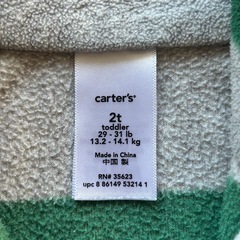 carter's®
2t
toddler
29 - 31 lb
13.2 - 14.1 kg
Made in China
中国 製
RN# 35623
upc 8 86149 53214 1